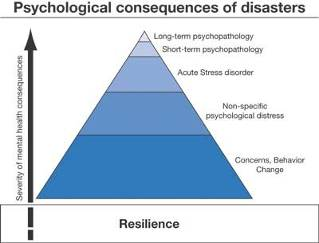 Psychological consequences of disasters
Severity of mental health consequences
Long-term psychopathology
Short-term psychopathology
Acute Stress disorder
Non-specific
psychological distress
Concerns, Behavior
Change
Resilience